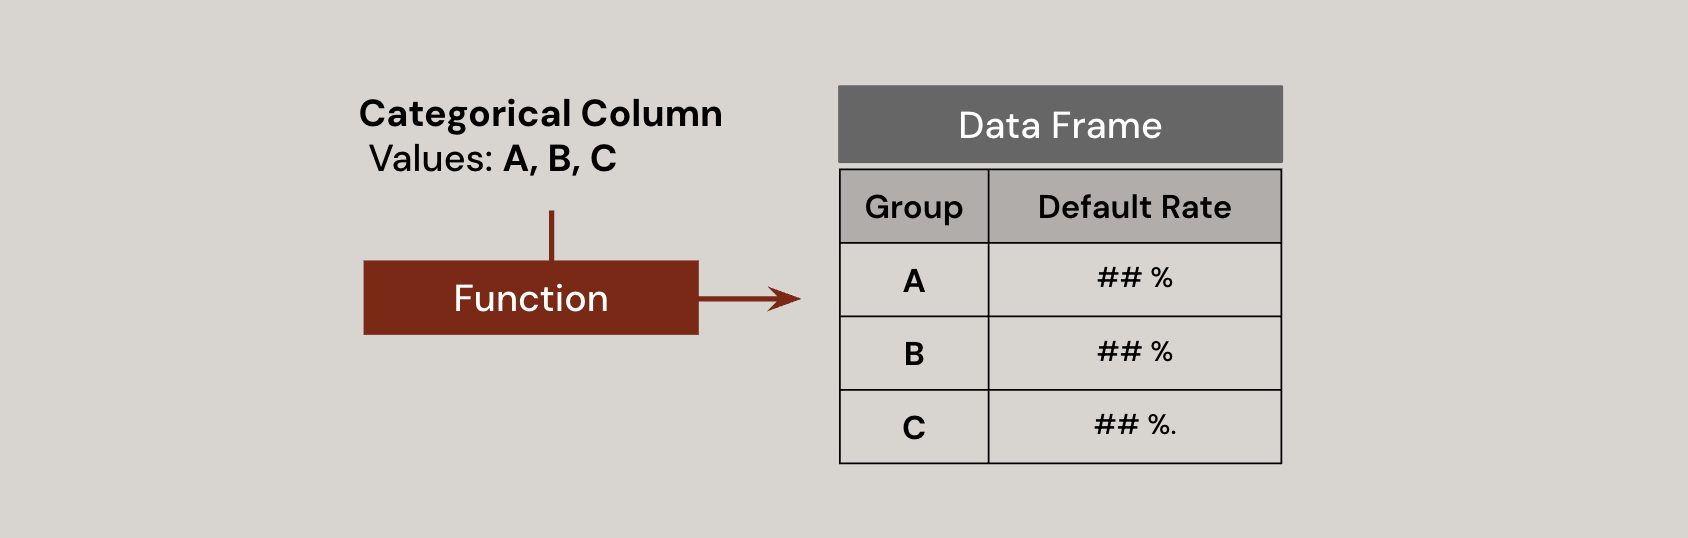 Categorical Column
Values: A, B, C
Function
Data Frame
Group Default Rate
A ## %
B ## %
C ## %.